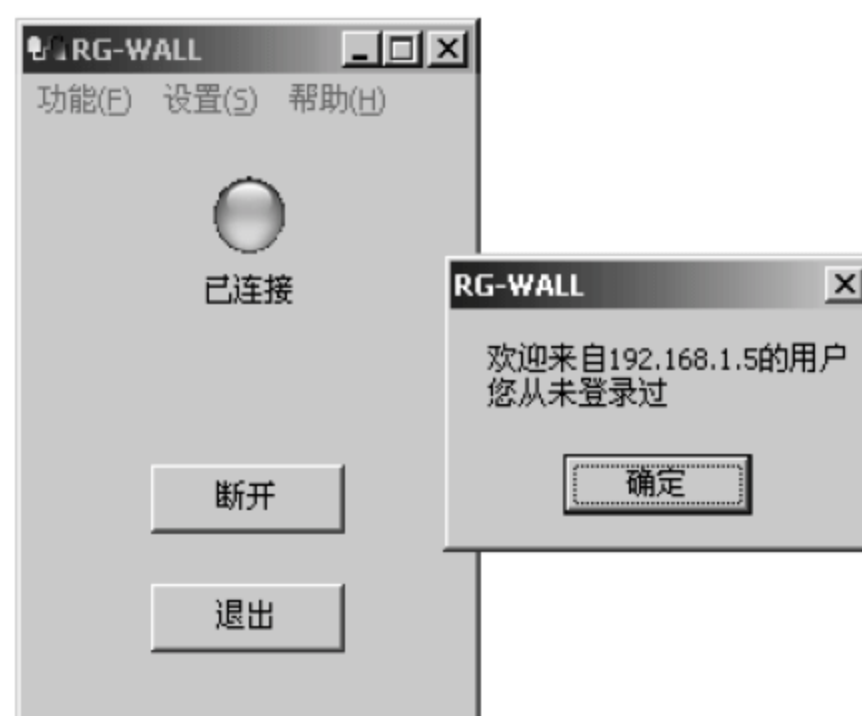 RG-WALL
功能(F) 设置(S) 帮助(H)
已连接
断开
退出
RG-WALL
欢迎来自192.168.1.5的用户
您从未登录过
确定